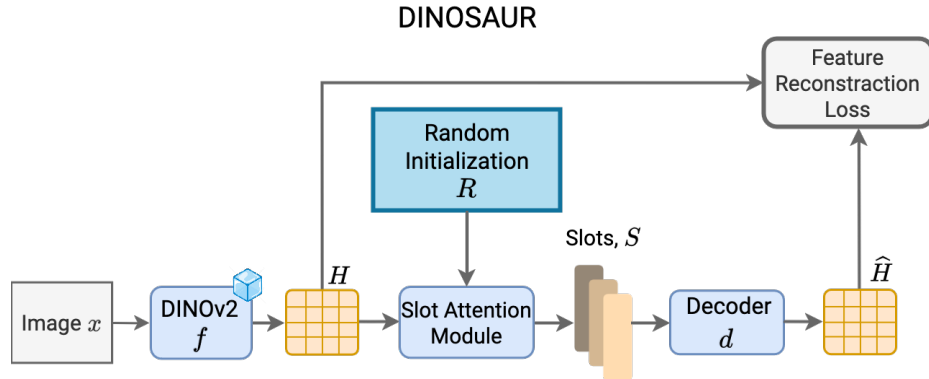 DINOSAUR
Feature
Reconstraction
Loss
Random
Initialization
R
Slots, S
H
Ĥ
Image x
DINOv2
f
Slot Attention
Module
Decoder
d